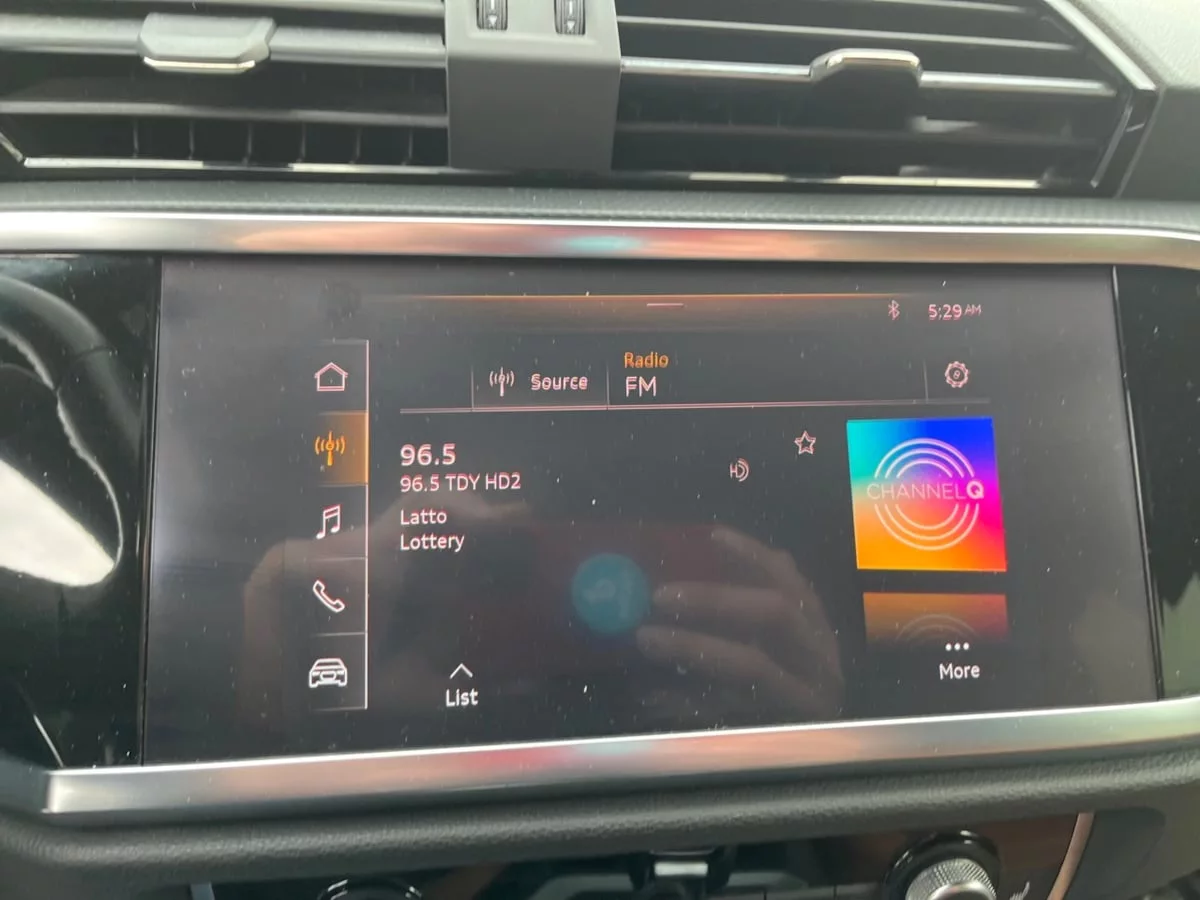 5:29 AM
Radio
Source
FM
96.5
96.5 TDY HD2
Latto
Lottery
CHANNEL Q
List
More